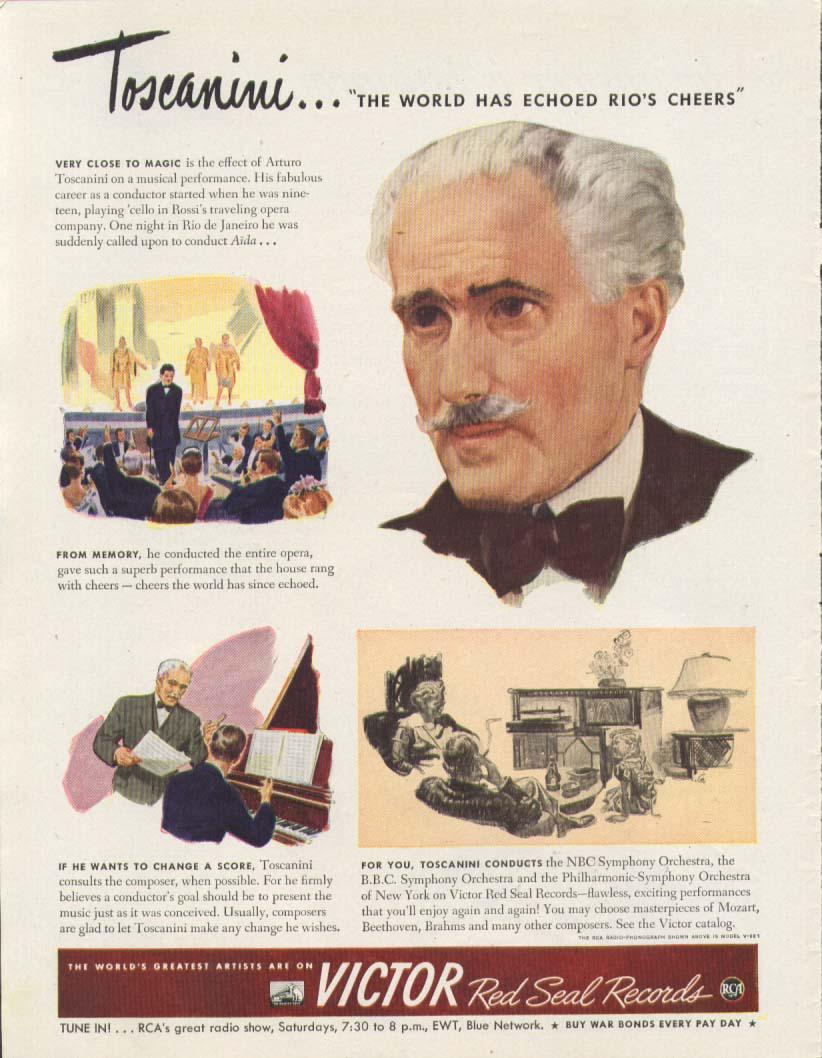 Toscanini... "THE WORLD HAS ECHOED RIO'S CHEERS"
VERY CLOSE TO MAGIC is the effect of Arturo
Toscanini on a musical performance. His fabulous
career as a conductor started when he was nine-
teen, playing 'cello in Rossi's traveling opera
company. One night in Rio de Janeiro he was
suddenly called upon to conduct Aïda...
FROM MEMORY, he conducted the entire opera,
gave such a superb performance that the house rang
with cheers — cheers the world has since echoed.
IF HE WANTS TO CHANGE A SCORE, Toscanini
consults the composer, when possible. For he firmly
believes a conductor's goal should be to present the
music just as it was conceived. Usually, composers
are glad to let Toscanini make any change he wishes.
FOR YOU, TOSCANINI CONDUCTS the NBC Symphony Orchestra, the
B.B.C. Symphony Orchestra and the Philharmonic-Symphony Orchestra
of New York on Victor Red Seal Records—flawless, exciting performances
that you'll enjoy again and again! You may choose masterpieces of Mozart,
Beethoven, Brahms and many other composers. See the Victor catalog.
THE RCA RADIO-PHONOGRAPH SHOWN ABOVE IS MODEL
THE WORLD'S GREATEST ARTISTS ARE ON
VICTOR Red Seal Records
RCA
TUNE IN! . . . RCA's great radio show, Saturdays, 7:30 to 8 p.m., EWT, Blue Network. ★ BUY WAR BONDS EVERY PAY DAY ★